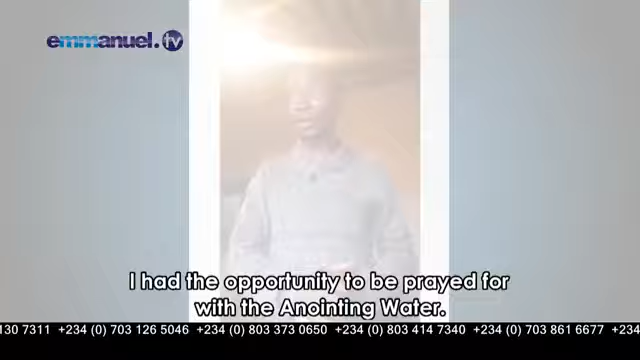 emmanuel.tv
I had the opportunity to be prayed for
with the Anointing Water.
130 7311 +234 (0) 703 126 5046 +234 (0) 803 373 0650 +234 (0) 803 414 7340 +234 (0) 703 861 6677 +234